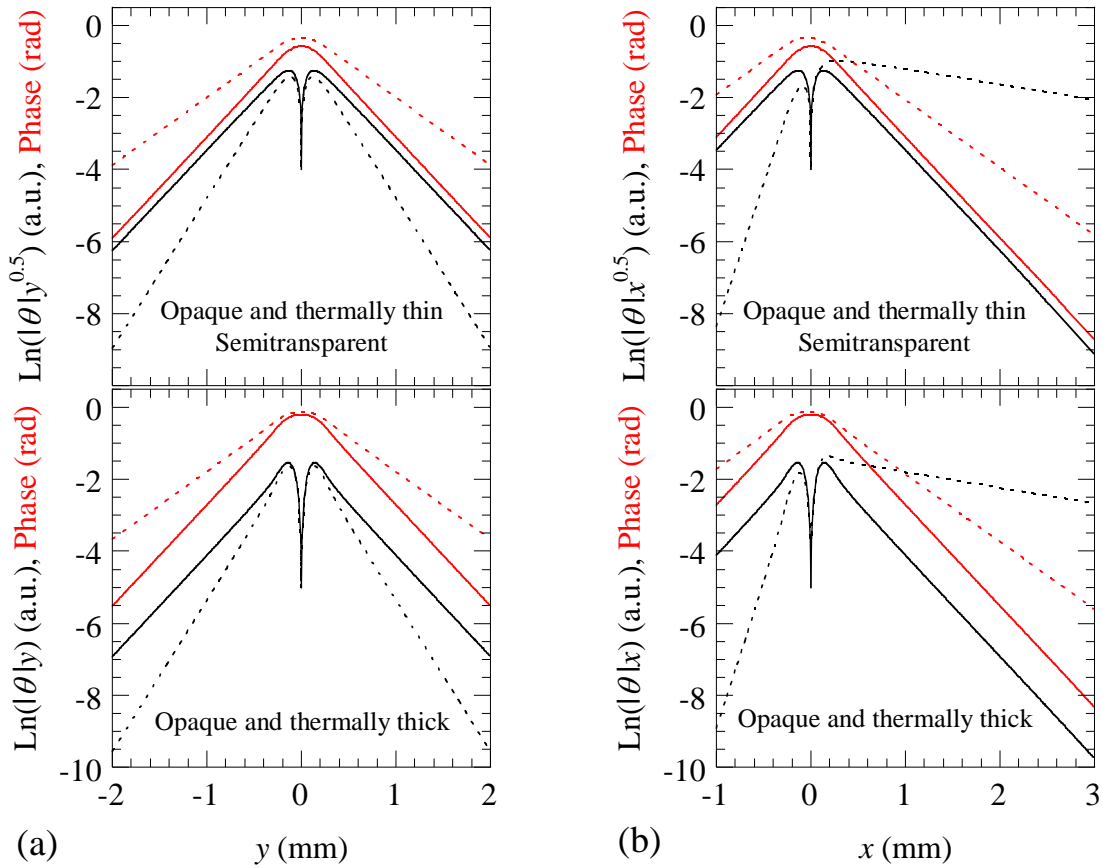 0
-2
-4
-6
-8
Ln(|θ|y^0.5) (a.u.), Phase (rad)
Opaque and thermally thin
Semitransparent
0
-2
-4
-6
-8
Ln(|θ|x^0.5) (a.u.), Phase (rad)
Opaque and thermally thin
Semitransparent
0
-2
-4
-6
-8
-10
Ln(|θ|y) (a.u.), Phase (rad)
Opaque and thermally thick
-2 -1 0 1 2
(a) y (mm)
0
-2
-4
-6
-8
-10
Ln(|θ|x) (a.u.), Phase (rad)
Opaque and thermally thick
-1 0 1 2 3
(b) x (mm)